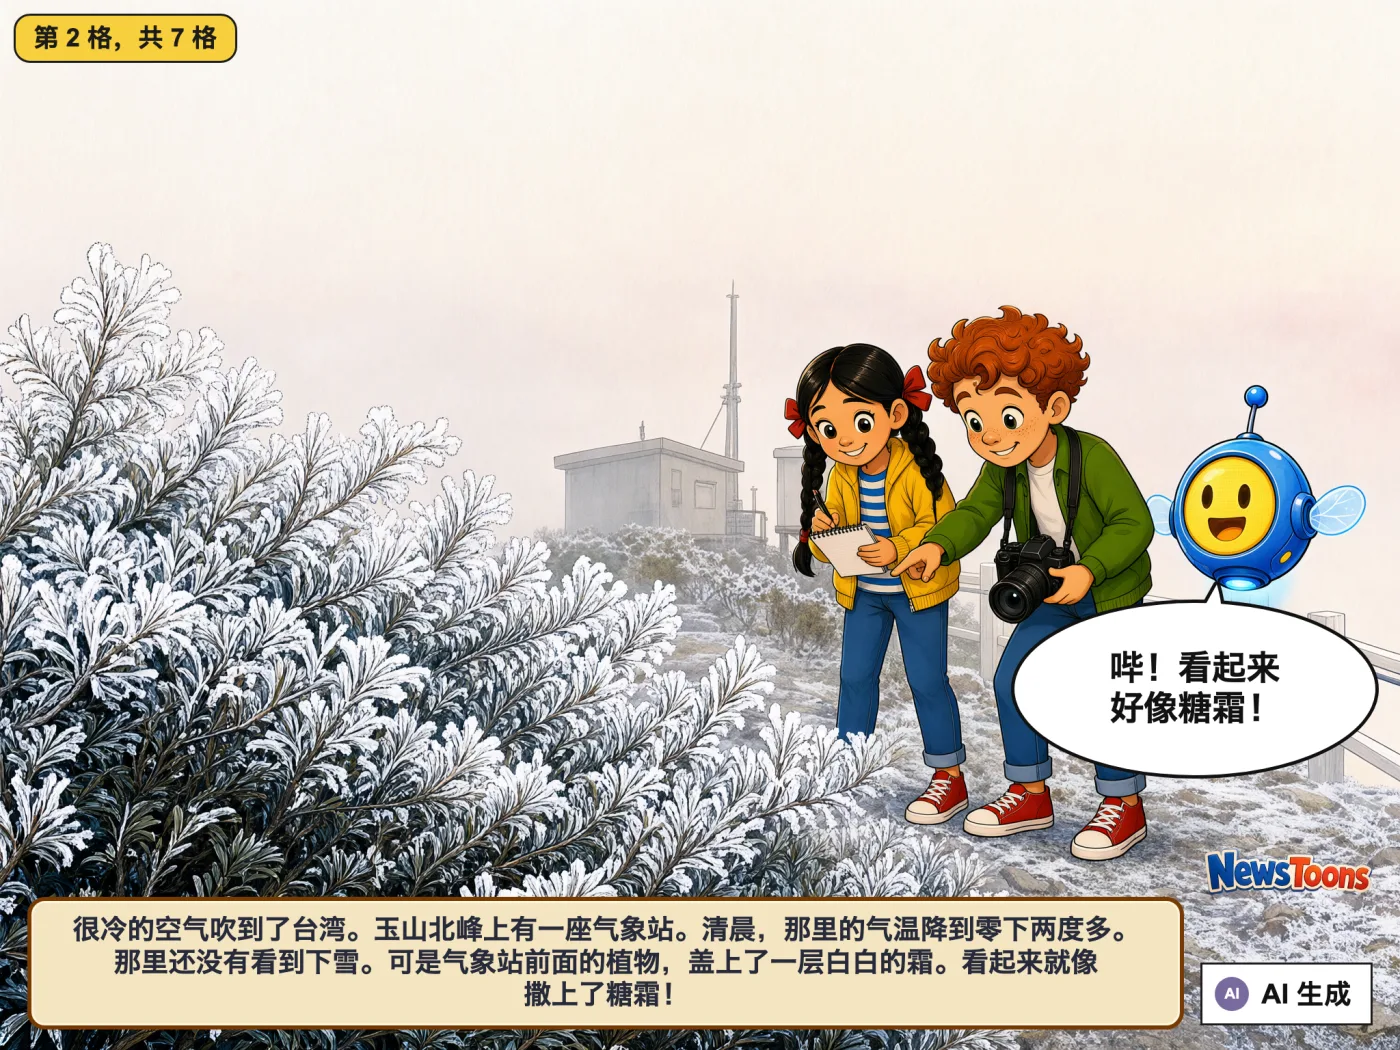 第 2 格，共 7 格
哔！看起来
好像糖霜！
NewsToons
很冷的空气吹到了台湾。玉山北峰上有一座气象站。清晨，那里的气温降到零下两度多。
那里还没有看到下雪。可是气象站前面的植物，盖上了一层白白的霜。看起来就像
撒上了糖霜！
AI AI 生成